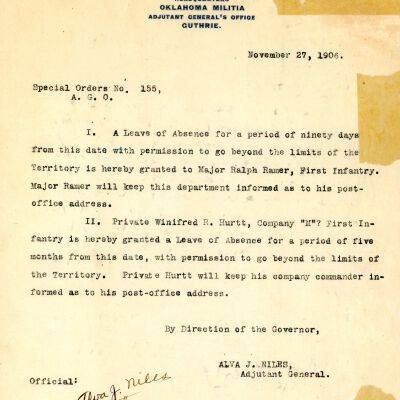 HEADQUARTERS
OKLAHOMA MILITIA
ADJUTANT GENERAL'S OFFICE
GUTHRIE.
November 27, 1906.
Special Orders No. 155,
A. G. O.
I. A Leave of Absence for a period of ninety days
from this date with permission to go beyond the limits of the
Territory is hereby granted to Major Ralph Ramer, First Infantry.
Major Ramer will keep this department informed as to his post-
office address.
II. Private Winifred R. Hurtt, Company "M"? First In-
fantry is hereby granted a Leave of Absence for a period of five
months from this date, with permission to go beyond the limits of
the Territory. Private Hurtt will keep his company commander in-
formed as to his post-office address.
By Direction of the Governor,
ALVA J. NILES,
Adjutant General.
Official:
Alva J. Niles